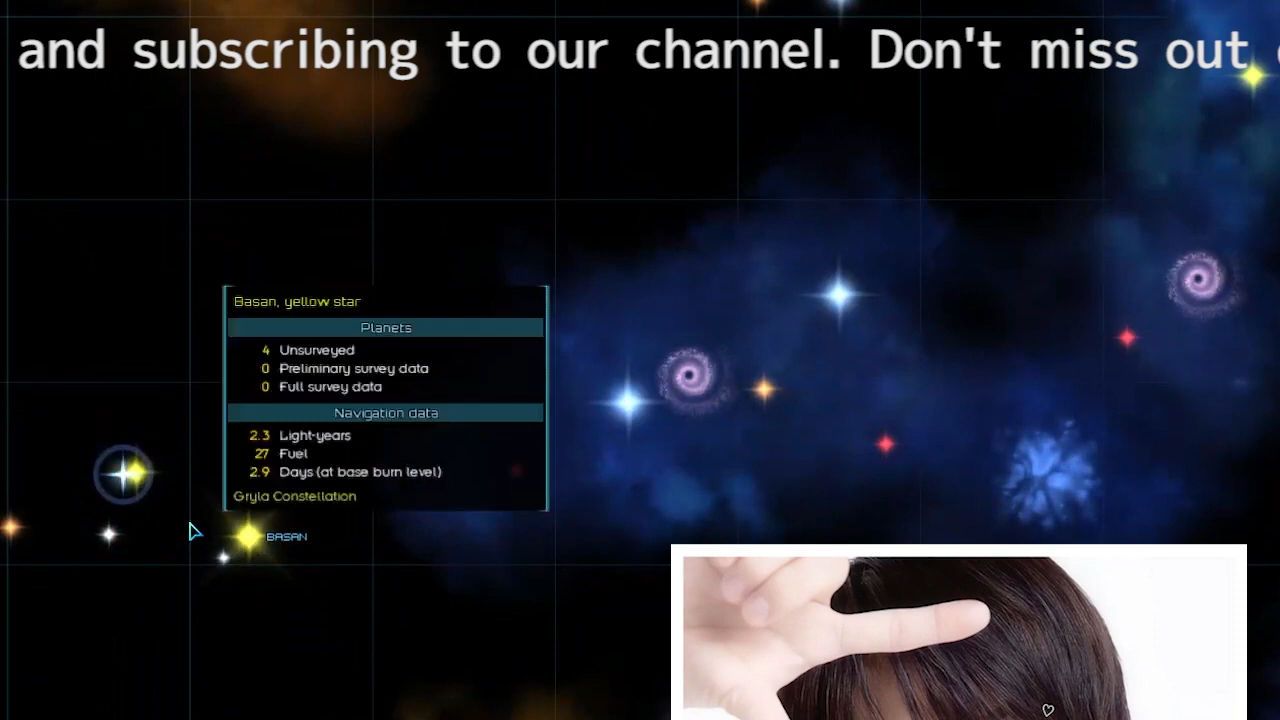 and subscribing to our channel. Don't miss out
Basan, yellow star
Planets
4 Unsurveyed
0 Preliminary survey data
0 Full survey data
Navigation data
2.3 Light-years
27 Fuel
2.9 Days (at base burn level)
Gryla Constellation
BASAN